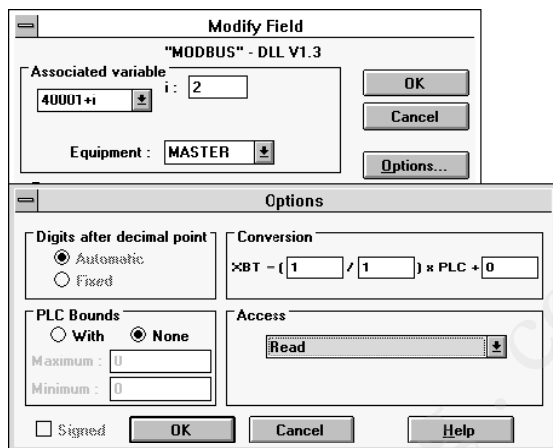 Modify Field
"MODBUS" - DLL V1.3
Associated variable
40001+i i : 2
OK
Cancel
Equipment : MASTER
Options...
Options
Digits after decimal point
Automatic
Fixed
Conversion
XBT = ( 1 / 1 ) x PLC + 0
PLC Bounds
With None
Maximum : 0
Minimum : 0
Access
Read
Signed OK Cancel Help